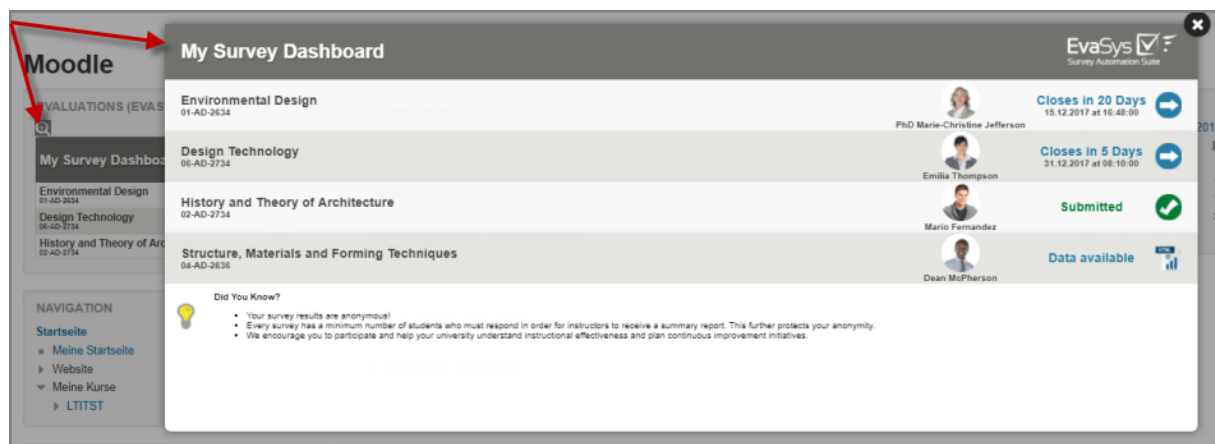 Moodle
EVALUATIONS (EVAS
My Survey Dashboa
Environmental Design
01-AD-2634
Design Technology
06-AD-2734
History and Theory of Arc
02-AD-2734
NAVIGATION
Startseite
Meine Startseite
Website
Meine Kurse
LTITST
My Survey Dashboard
EvaSys
Survey Automation Suite
Environmental Design
01-AD-2634
PhD Marie-Christine Jefferson
Closes in 20 Days
15.12.2017 at 16:48:00
Design Technology
06-AD-2734
Emilia Thompson
Closes in 5 Days
31.12.2017 at 08:10:00
History and Theory of Architecture
02-AD-2734
Mario Fernandez
Submitted
Structure, Materials and Forming Techniques
04-AD-2636
Dean McPherson
Data available
HTML
Did You Know?
Your survey results are anonymous!
Every survey has a minimum number of students who must respond in order for instructors to receive a summary report. This further protects your anonymity.
We encourage you to participate and help your university understand instructional effectiveness and plan continuous improvement initiatives.
201